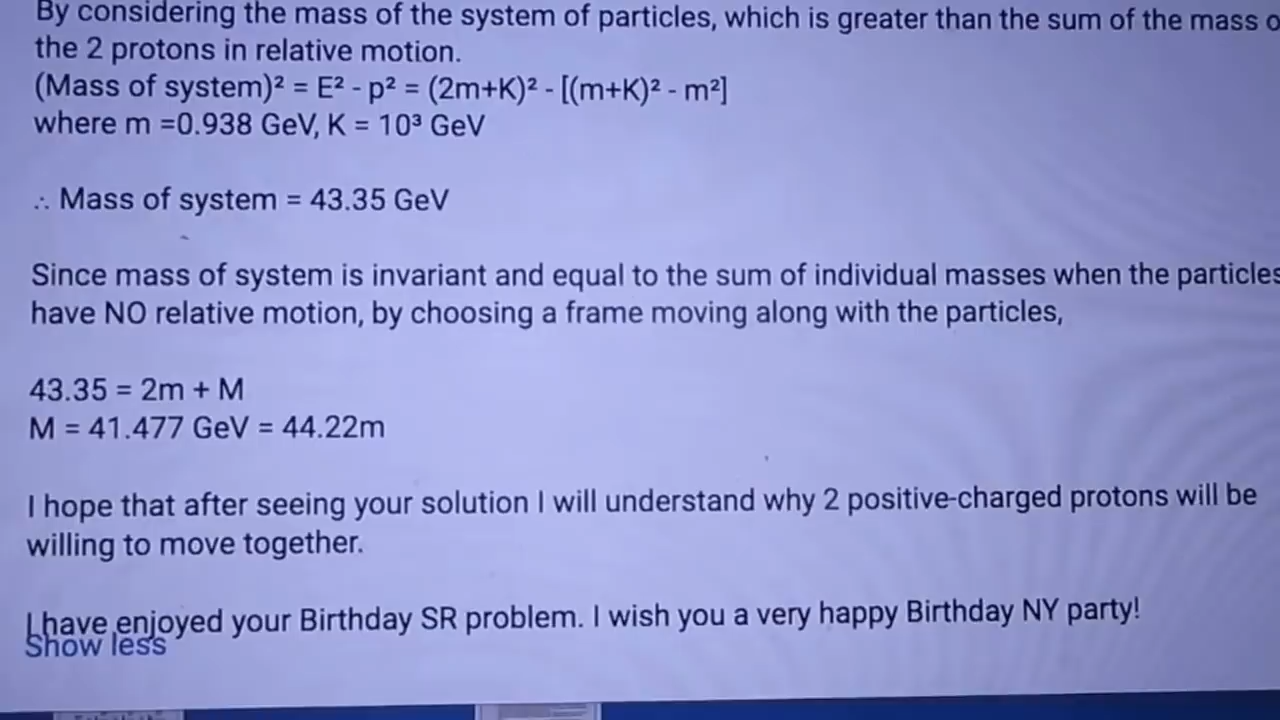 By considering the mass of the system of particles, which is greater than the sum of the mass
the 2 protons in relative motion.
(Mass of system)² = E² - p² = (2m+K)² - [(m+K)² - m²]
where m =0.938 GeV, K = 10³ GeV
∴ Mass of system = 43.35 GeV
Since mass of system is invariant and equal to the sum of individual masses when the particles
have NO relative motion, by choosing a frame moving along with the particles,
43.35 = 2m + M
M = 41.477 GeV = 44.22m
I hope that after seeing your solution I will understand why 2 positive-charged protons will be
willing to move together.
I have enjoyed your Birthday SR problem. I wish you a very happy Birthday NY party!
Show less